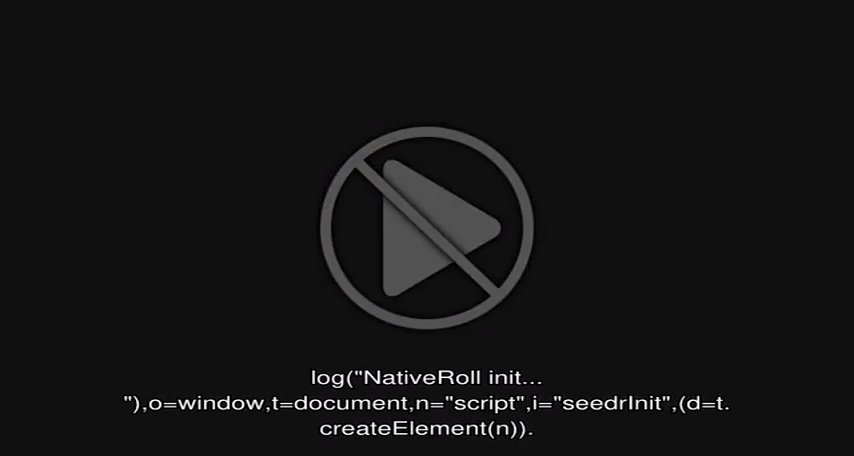 log("NativeRoll init...
"),o=window,t=document,n="script",i="seedrInit",(d=t.
createElement(n)).